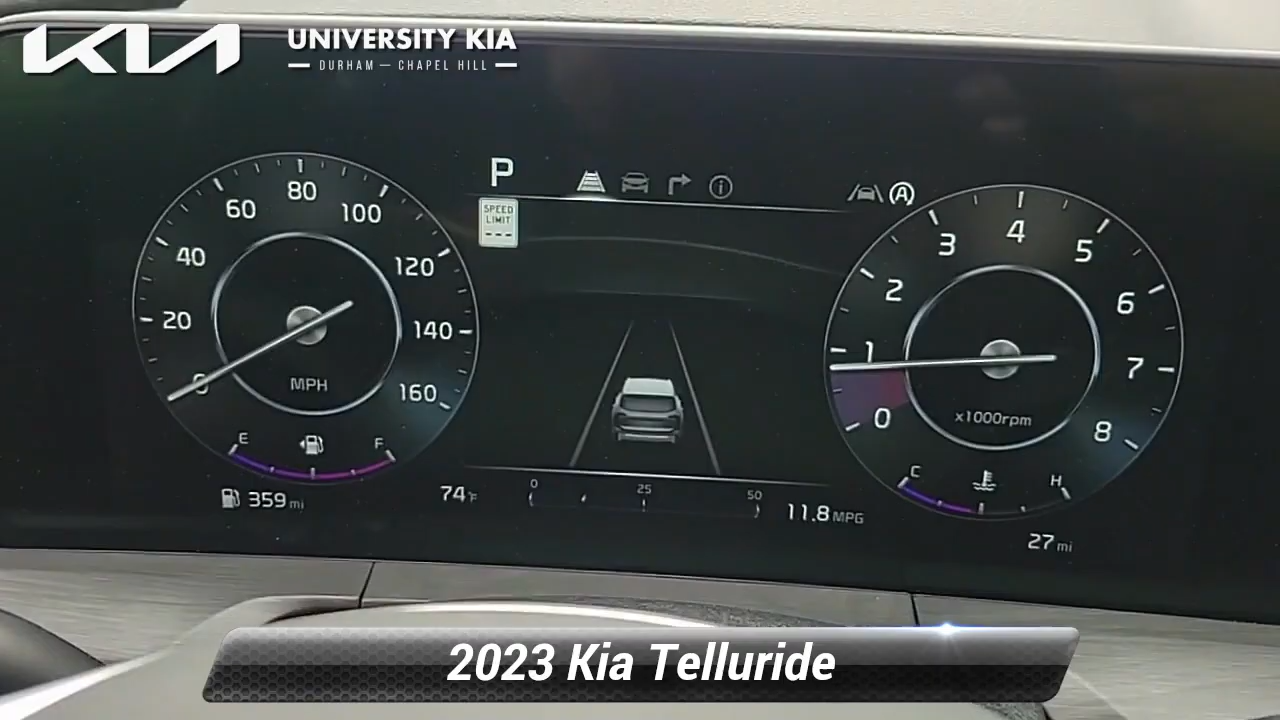 KIA
UNIVERSITY KIA
DURHAM — CHAPEL HILL
P
SPEED
LIMIT
---
A
0
20
40
60
80
100
120
140
160
MPH
E
F
359 mi
74°F
0
25
50
11.8 MPG
0
1
2
3
4
5
6
7
8
x1000rpm
C
H
27 mi
2023 Kia Telluride